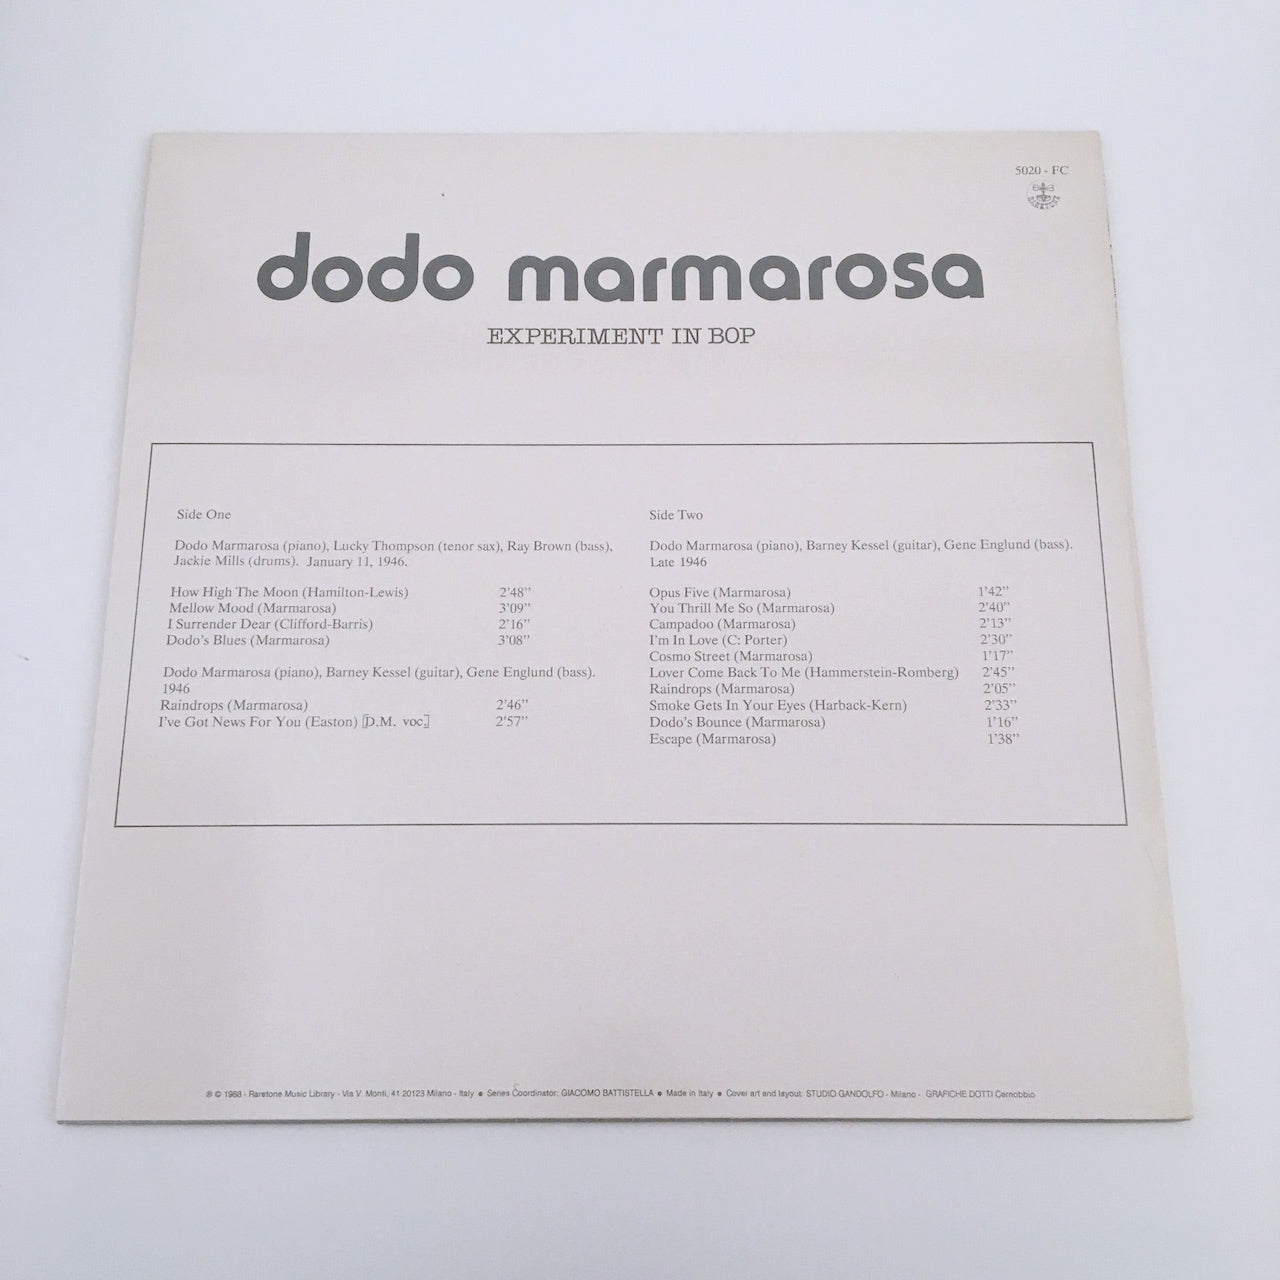 5020 - FC
RARETONE
dodo marmarosa
EXPERIMENT IN BOP
Side One
Dodo Marmarosa (piano), Lucky Thompson (tenor sax), Ray Brown (bass),
Jackie Mills (drums). January 11, 1946.
How High The Moon (Hamilton-Lewis) 2'48''
Mellow Mood (Marmarosa) 3'09''
I Surrender Dear (Clifford-Barris) 2'16''
Dodo's Blues (Marmarosa) 3'08''
Dodo Marmarosa (piano), Barney Kessel (guitar), Gene Englund (bass).
1946
Raindrops (Marmarosa) 2'46''
I've Got News For You (Easton) [D.M. voc.] 2'57''
Side Two
Dodo Marmarosa (piano), Barney Kessel (guitar), Gene Englund (bass).
Late 1946
Opus Five (Marmarosa) 1'42''
You Thrill Me So (Marmarosa) 2'40''
Campadoo (Marmarosa) 2'13''
I'm In Love (C: Porter) 2'30''
Cosmo Street (Marmarosa) 1'17''
Lover Come Back To Me (Hammerstein-Romberg) 2'45''
Raindrops (Marmarosa) 2'05''
Smoke Gets In Your Eyes (Harback-Kern) 2'33''
Dodo's Bounce (Marmarosa) 1'16''
Escape (Marmarosa) 1'38''
℗ © 1988 - Raretone Music Library - Via V. Monti, 41 20123 Milano - Italy ● Series Coordinator: GIACOMO BATTISTELLA ● Made in Italy ● Cover art and layout: STUDIO GANDOLFO - Milano - GRAFICHE DOTTI Cernobbio